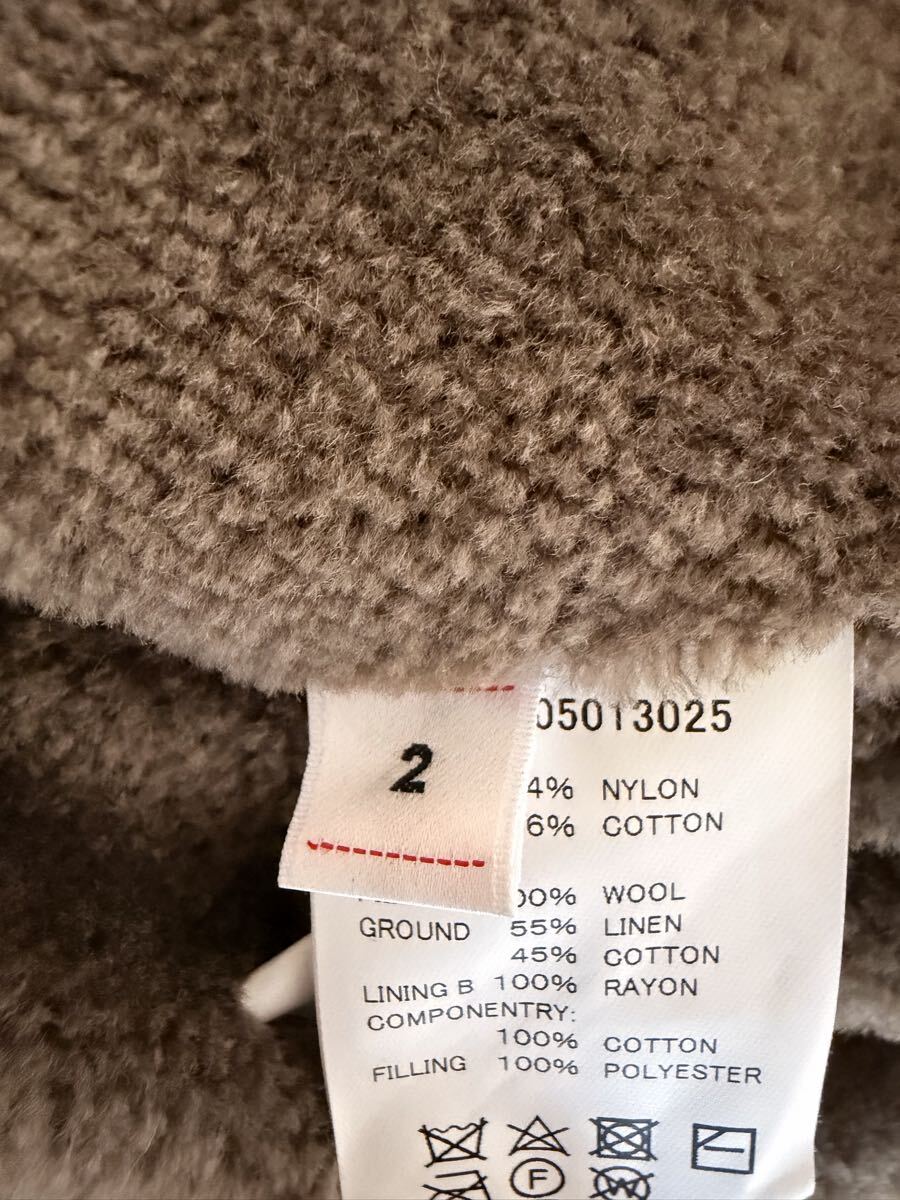 2
05013025
4% NYLON
6% COTTON
00% WOOL
GROUND 55% LINEN
45% COTTON
LINING B 100% RAYON
COMPONENTRY:
100% COTTON
FILLING 100% POLYESTER
F
W